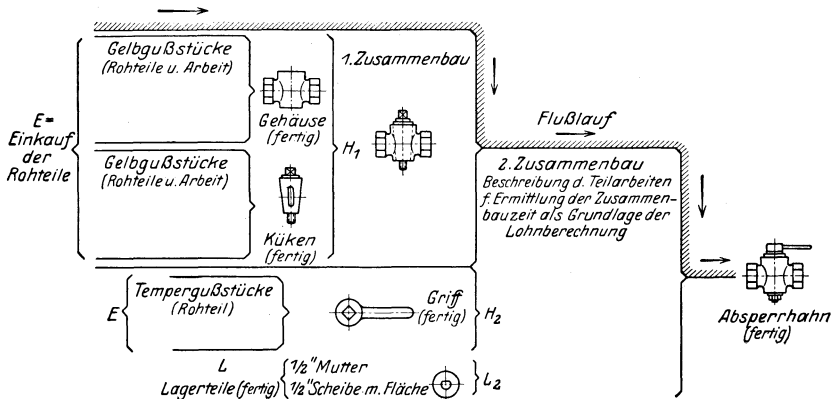 Gelbgußstücke
(Rohteile u. Arbeit)
1. Zusammenbau
E=
Einkauf
der
Rohteile
Gehäuse
(fertig)
H1
Flußlauf
Gelbgußstücke
(Rohteile u. Arbeit)
Küken
(fertig)
2. Zusammenbau
Beschreibung d. Teilarbeiten
f. Ermittlung der Zusammen-
bauzeit als Grundlage der
Lohnberechnung
E
Tempergußstücke
(Rohteil)
Griff
(fertig)
H2
Absperrhahn
(fertig)
L
Lagerteile (fertig)
1/2" Mutter
1/2" Scheibe m. Fläche
L2